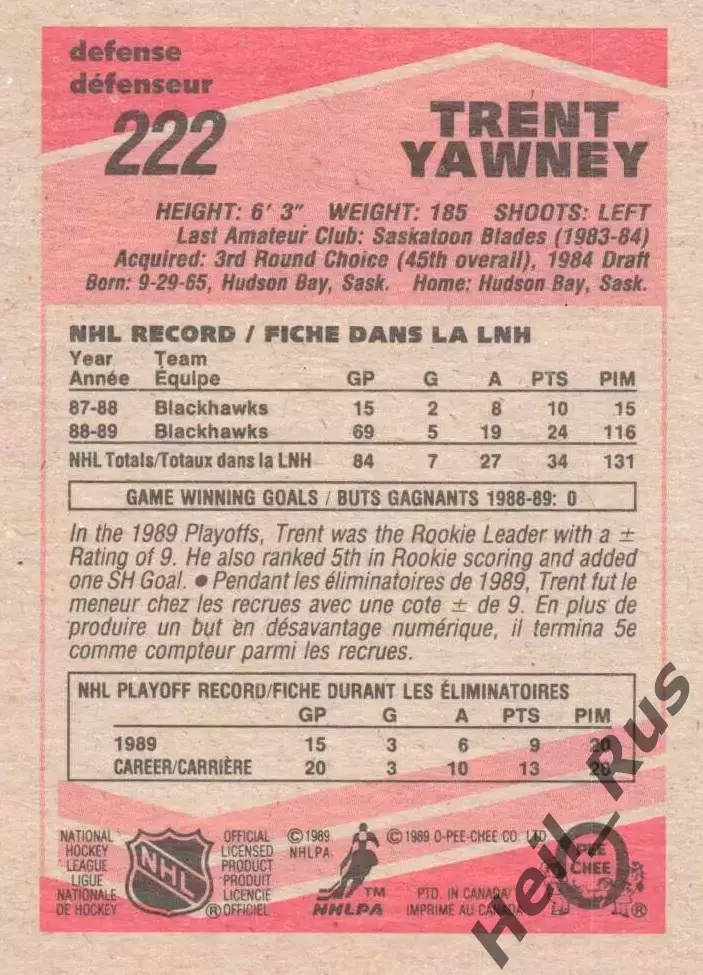 defense
défenseur
222
TRENT
YAWNEY
HEIGHT: 6' 3" WEIGHT: 185 SHOOTS: LEFT
Last Amateur Club: Saskatoon Blades (1983-84)
Acquired: 3rd Round Choice (45th overall), 1984 Draft
Born: 9-29-65, Hudson Bay, Sask. Home: Hudson Bay, Sask.
NHL RECORD / FICHE DANS LA LNH
Year Team
Année Équipe GP G A PTS PIM
87-88 Blackhawks 15 2 8 10 15
88-89 Blackhawks 69 5 19 24 116
NHL Totals/Totaux dans la LNH 84 7 27 34 131
GAME WINNING GOALS / BUTS GAGNANTS 1988-89: 0
In the 1989 Playoffs, Trent was the Rookie Leader with a ±
Rating of 9. He also ranked 5th in Rookie scoring and added
one SH Goal. ● Pendant les éliminatoires de 1989, Trent fut le
meneur chez les recrues avec une cote ± de 9. En plus de
produire un but en désavantage numérique, il termina 5e
comme compteur parmi les recrues.
NHL PLAYOFF RECORD/FICHE DURANT LES ÉLIMINATOIRES
GP G A PTS PIM
1989 15 3 6 9 20
CAREER/CARRIÈRE 20 3 10 13 28
NATIONAL
HOCKEY
LEAGUE
LIGUE
NATIONALE
DE HOCKEY
NHL
®
OFFICIAL
LICENSED
PRODUCT
PRODUIT
LICENCIÉ
OFFICIEL
© 1989
NHLPA
TM
NHLPA
© 1989 O-PEE-CHEE CO. LTD.
PTD. IN CANADA/
IMPRIMÉ AU CANADA
PEE
CHEE
®
Heil_Rus